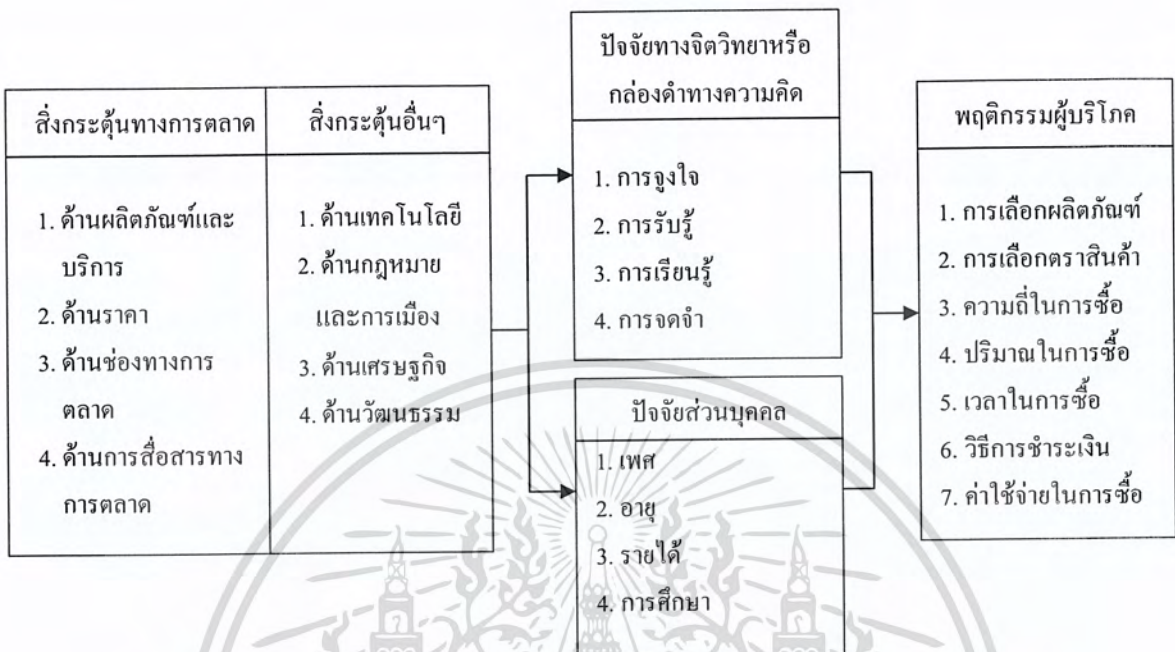 สิ่งกระตุ้นทางการตลาด
1. ด้านผลิตภัณฑ์และ
บริการ
2. ด้านราคา
3. ด้านช่องทางการ
ตลาด
4. ด้านการสื่อสารทาง
การตลาด
สิ่งกระตุ้นอื่นๆ
1. ด้านเทคโนโลยี
2. ด้านกฎหมาย
และการเมือง
3. ด้านเศรษฐกิจ
4. ด้านวัฒนธรรม
ปัจจัยทางจิตวิทยาหรือ
กล่องดำทางความคิด
1. การจูงใจ
2. การรับรู้
3. การเรียนรู้
4. การจดจำ
ปัจจัยส่วนบุคคล
1. เพศ
2. อายุ
3. รายได้
4. การศึกษา
พฤติกรรมผู้บริโภค
1. การเลือกผลิตภัณฑ์
2. การเลือกตราสินค้า
3. ความถี่ในการซื้อ
4. ปริมาณในการซื้อ
5. เวลาในการซื้อ
6. วิธีการชำระเงิน
7. ค่าใช้จ่ายในการซื้อ